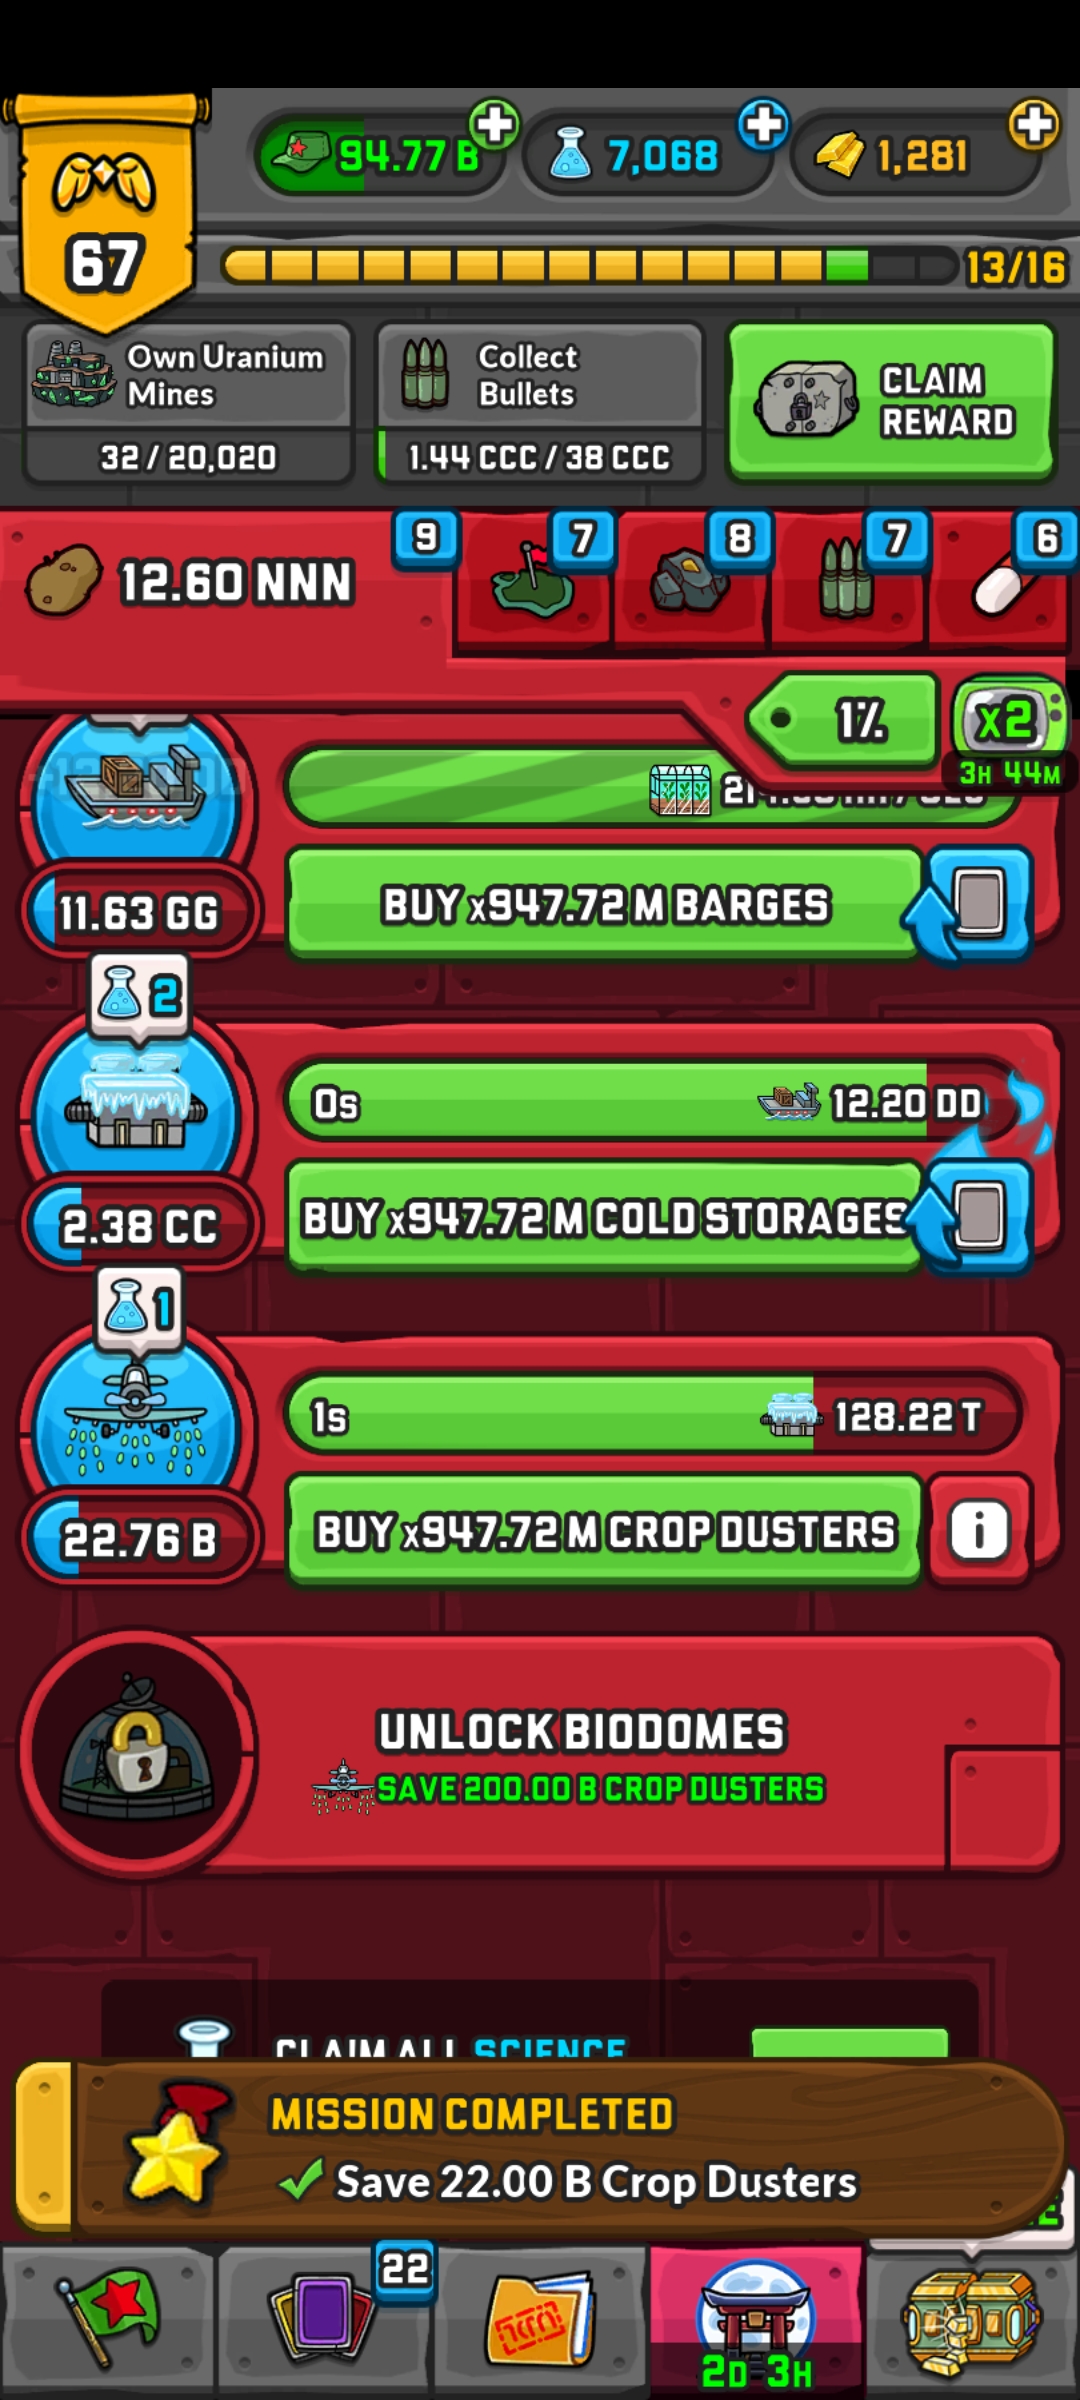 94.77 B
7,068
1,281
67
13/16
Own Uranium
Mines
32 / 20,020
Collect
Bullets
1.44 CCC / 38 CCC
CLAIM
REWARD
12.60 NNN
9
7
8
7
6
1%
x2
3H 44M
11.63 GG
BUY x947.72 M BARGES
2
0s
12.20 DD
2.38 CC
BUY x947.72 M COLD STORAGES
1
1s
128.22 T
22.76 B
BUY x947.72 M CROP DUSTERS
i
UNLOCK BIODOMES
SAVE 200.00 B CROP DUSTERS
CLAIM ALL SCIENCE
MISSION COMPLETED
Save 22.00 B Crop Dusters
22
2D 3H